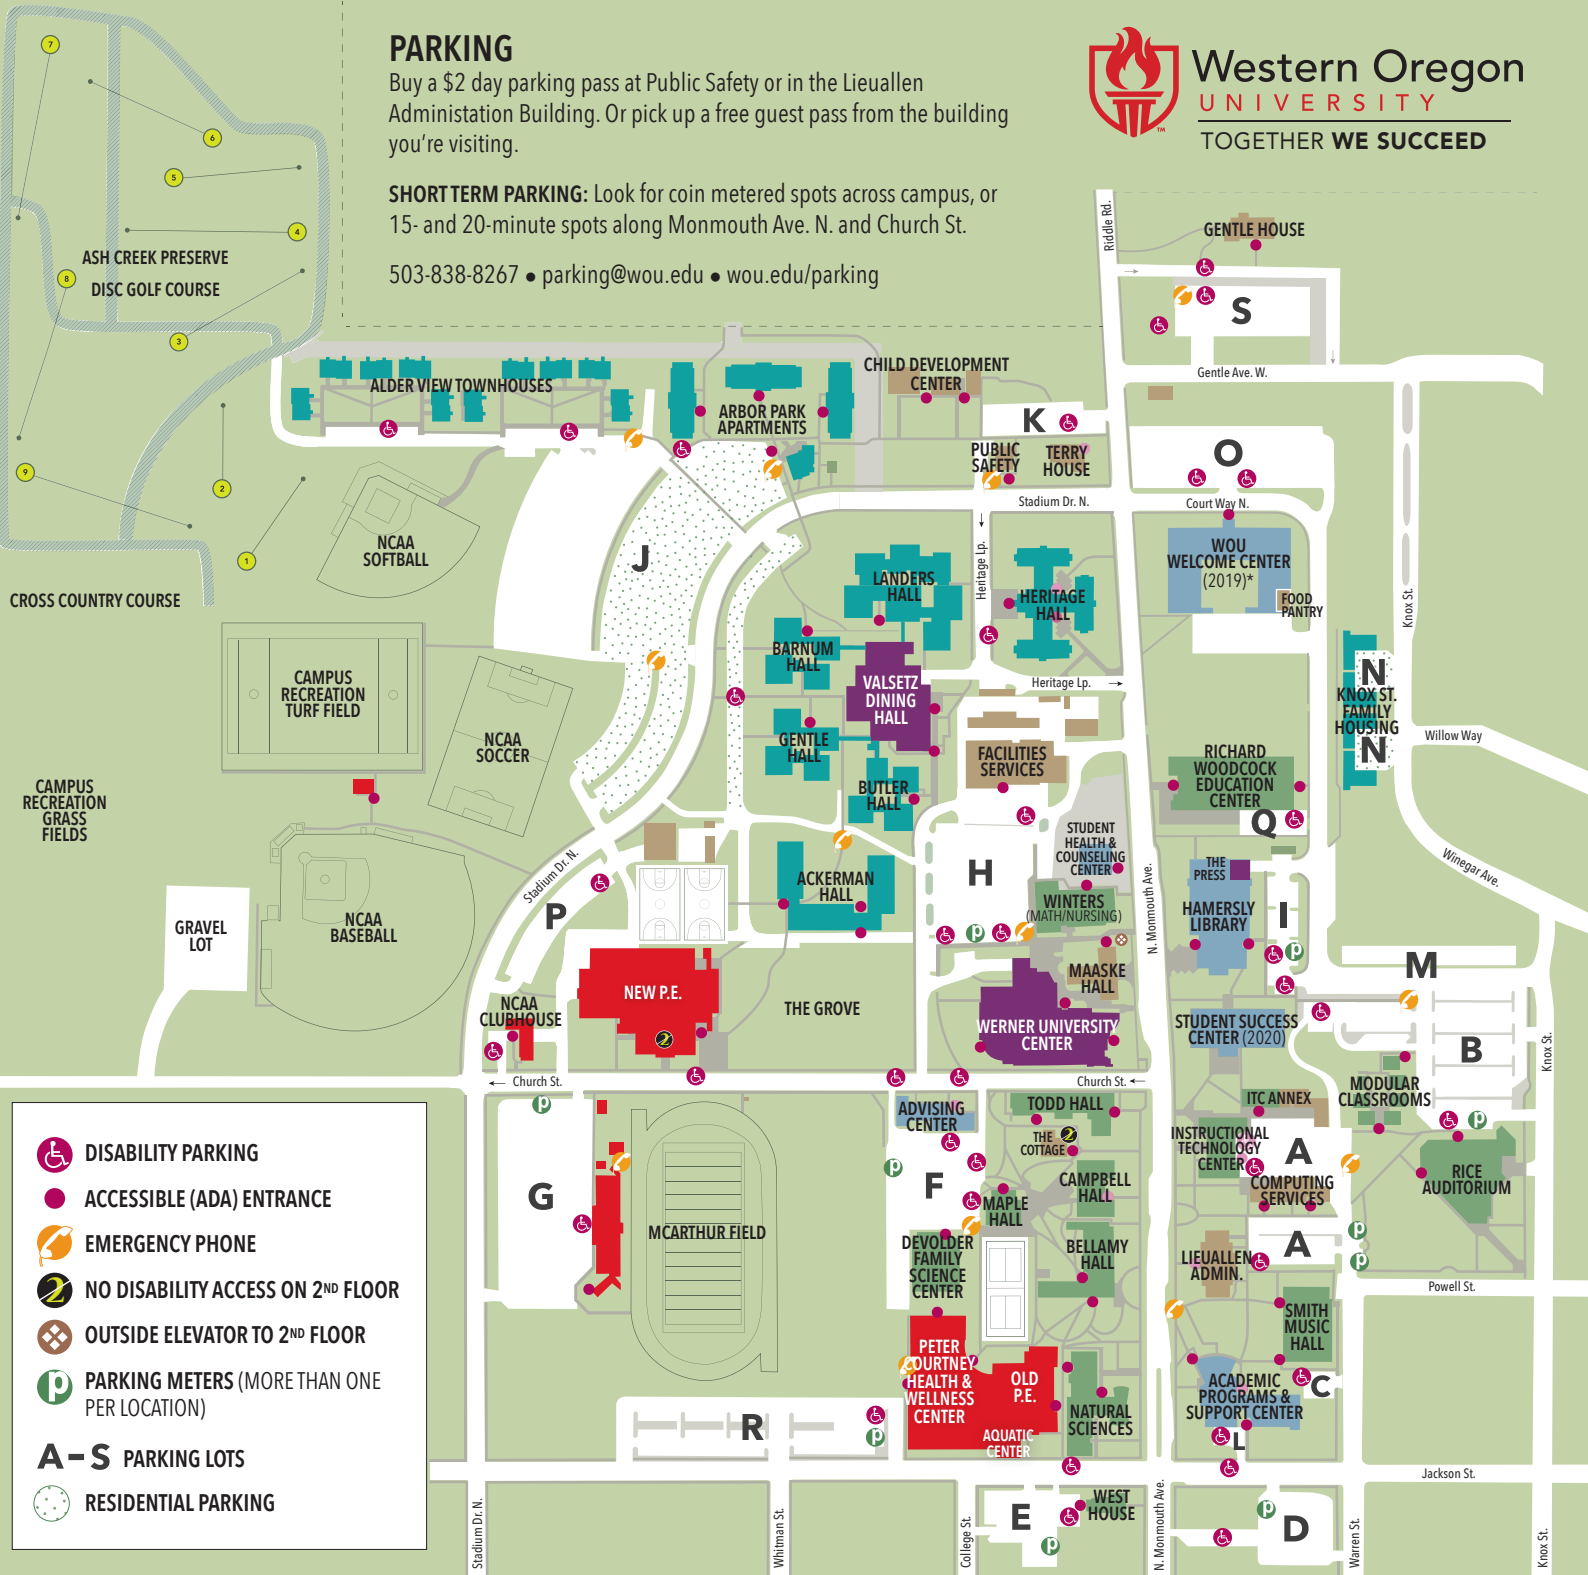 PARKING
Buy a $2 day parking pass at Public Safety or in the Lieuallen
Administation Building. Or pick up a free guest pass from the building
you're visiting.
SHORT TERM PARKING: Look for coin metered spots across campus, or
15- and 20-minute spots along Monmouth Ave. N. and Church St.
503-838-8267 ● parking@wou.edu ● wou.edu/parking
Western Oregon
UNIVERSITY
TOGETHER WE SUCCEED
TM
7
6
5
4
ASH CREEK PRESERVE
DISC GOLF COURSE
8
3
9
2
1
CROSS COUNTRY COURSE
Riddle Rd.
GENTLE HOUSE
S
Gentle Ave. W.
ALDER VIEW TOWNHOUSES
ARBOR PARK
APARTMENTS
CHILD DEVELOPMENT
CENTER
K
PUBLIC
SAFETY
TERRY
HOUSE
O
Stadium Dr. N.
Court Way N.
NCAA
SOFTBALL
J
WOU
WELCOME CENTER
(2019)*
FOOD
PANTRY
Heritage Lp.
LANDERS
HALL
HERITAGE
HALL
Knox St.
BARNUM
HALL
VALSETZ
DINING
HALL
Heritage Lp.
N
KNOX ST.
FAMILY
HOUSING
N
Willow Way
CAMPUS
RECREATION
TURF FIELD
NCAA
SOCCER
GENTLE
HALL
FACILITIES
SERVICES
RICHARD
WOODCOCK
EDUCATION
CENTER
Q
BUTLER
HALL
CAMPUS
RECREATION
GRASS
FIELDS
STUDENT
HEALTH &
COUNSELING
CENTER
THE
PRESS
Winegar Ave.
Stadium Dr. N.
N. Monmouth Ave.
H
ACKERMAN
HALL
WINTERS
(MATH/NURSING)
HAMERSLY
LIBRARY
I
P
GRAVEL
LOT
NCAA
BASEBALL
p
p
M
MAASKE
HALL
NEW P.E.
THE GROVE
NCAA
CLUBHOUSE
2
WERNER UNIVERSITY
CENTER
STUDENT SUCCESS
CENTER (2020)
B
Knox St.
Church St.
Church St.
MODULAR
CLASSROOMS
p
ADVISING
CENTER
TODD HALL
ITC ANNEX
p
THE
COTTAGE
2
INSTRUCTIONAL
TECHNOLOGY
CENTER
A
COMPUTING
SERVICES
RICE
AUDITORIUM
p
F
CAMPBELL
HALL
G
MAPLE
HALL
MCARTHUR FIELD
DEVOLDER
FAMILY
SCIENCE
CENTER
BELLAMY
HALL
LIEUALLEN
ADMIN.
A
p
p
Powell St.
SMITH
MUSIC
HALL
PETER
COURTNEY
HEALTH &
WELLNESS
CENTER
OLD
P.E.
AQUATIC
CENTER
NATURAL
SCIENCES
ACADEMIC
PROGRAMS &
SUPPORT CENTER
C
L
R
p
Jackson St.
Stadium Dr. N.
Whitman St.
College St.
E
p
WEST
HOUSE
N. Monmouth Ave.
p
D
Warren St.
Knox St.
DISABILITY PARKING
ACCESSIBLE (ADA) ENTRANCE
EMERGENCY PHONE
2 NO DISABILITY ACCESS ON 2ND FLOOR
OUTSIDE ELEVATOR TO 2ND FLOOR
p PARKING METERS (MORE THAN ONE
PER LOCATION)
A–S PARKING LOTS
RESIDENTIAL PARKING